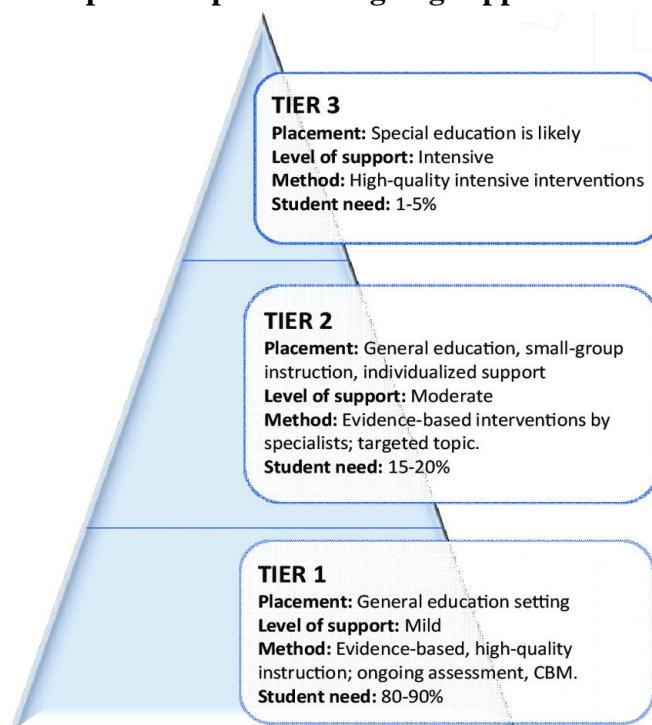 TIER 3
Placement: Special education is likely
Level of support: Intensive
Method: High-quality intensive interventions
Student need: 1-5%
TIER 2
Placement: General education, small-group
instruction, individualized support
Level of support: Moderate
Method: Evidence-based interventions by
specialists; targeted topic.
Student need: 15-20%
TIER 1
Placement: General education setting
Level of support: Mild
Method: Evidence-based, high-quality
instruction; ongoing assessment, CBM.
Student need: 80-90%